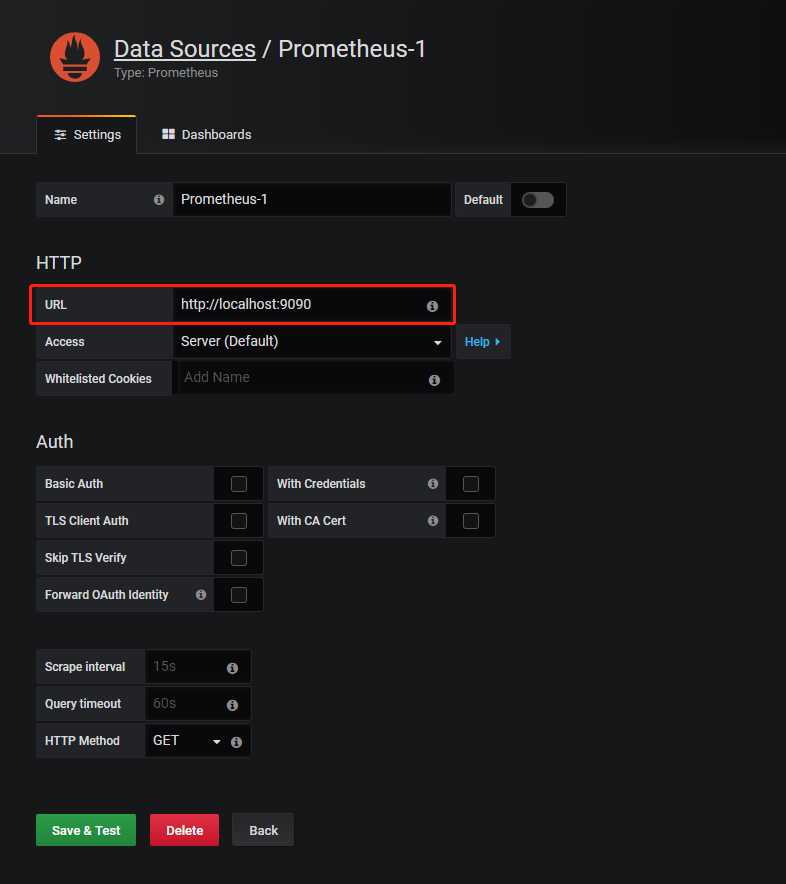 Data Sources / Prometheus-1
Type: Prometheus
Settings Dashboards
Name Prometheus-1 Default
HTTP
URL http://localhost:9090
Access Server (Default) Help
Whitelisted Cookies Add Name
Auth
Basic Auth With Credentials
TLS Client Auth With CA Cert
Skip TLS Verify
Forward OAuth Identity
Scrape interval 15s
Query timeout 60s
HTTP Method GET
Save & Test Delete Back